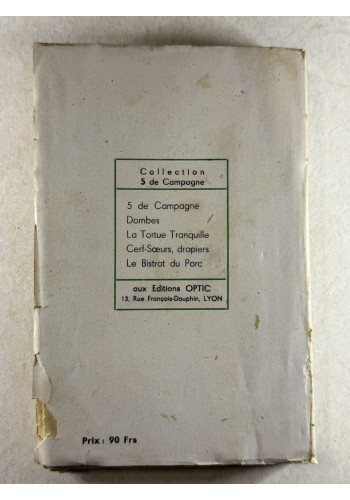 Collection
5 de Campagne
5 de Campagne
Dombes
La Tortue Tranquille
Cerf-Sœurs, drapiers
Le Bistrot du Porc
aux Editions OPTIC
13, Rue François-Dauphin, LYON
Prix : 90 Frs